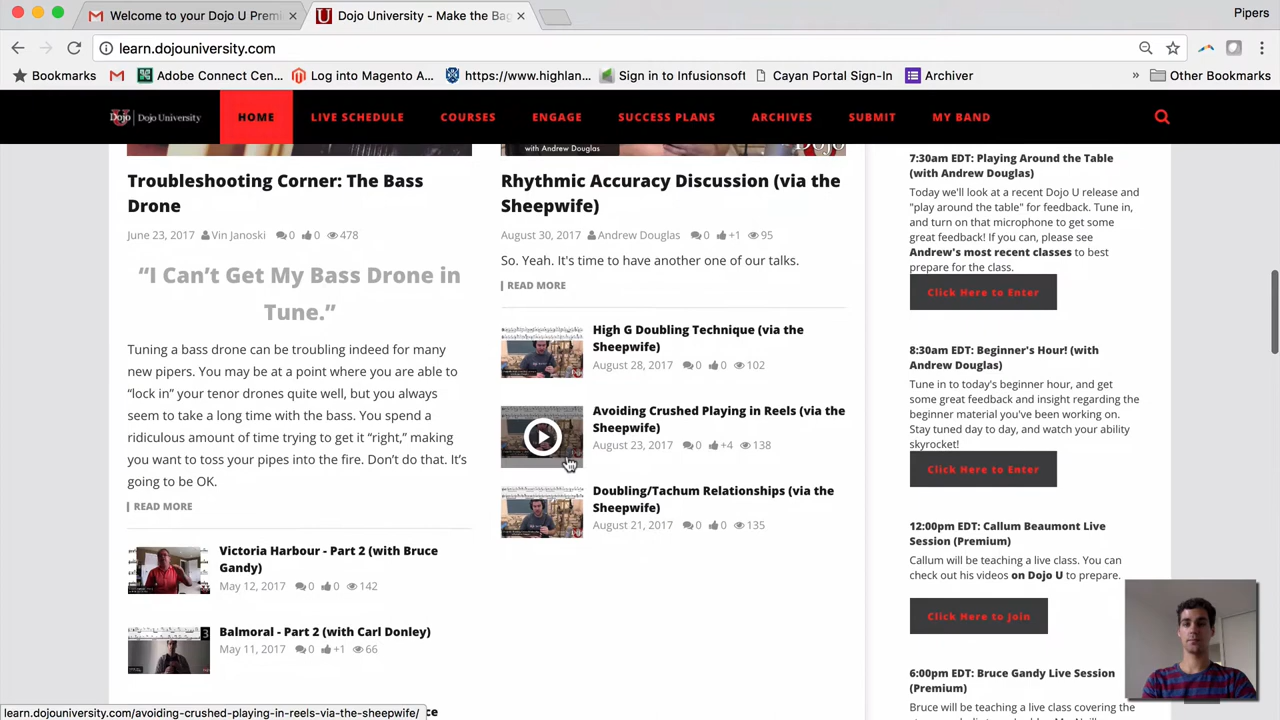 Welcome to your Dojo U Premi
Dojo University - Make the Bag
Pipers
learn.dojouniversity.com
Bookmarks
Adobe Connect Cen...
Log into Magento A...
https://www.highlan...
Sign in to Infusionsoft
Cayan Portal Sign-In
Archiver
»
Other Bookmarks
Dojo | Dojo University
HOME
LIVE SCHEDULE
COURSES
ENGAGE
SUCCESS PLANS
ARCHIVES
SUBMIT
MY BAND
Troubleshooting Corner: The Bass
Drone
June 23, 2017 Vin Janoski 0 0 478
“I Can’t Get My Bass Drone in
Tune.”
Tuning a bass drone can be troubling indeed for many
new pipers. You may be at a point where you are able to
“lock in” your tenor drones quite well, but you always
seem to take a long time with the bass. You spend a
ridiculous amount of time trying to get it “right,” making
you want to toss your pipes into the fire. Don’t do that. It’s
going to be OK.
READ MORE
Victoria Harbour - Part 2 (with Bruce
Gandy)
May 12, 2017 0 0 142
3
Balmoral - Part 2 (with Carl Donley)
May 11, 2017 0 +1 66
with Andrew Douglas
Dojo
Rhythmic Accuracy Discussion (via the
Sheepwife)
August 30, 2017 Andrew Douglas 0 +1 95
So. Yeah. It's time to have another one of our talks.
READ MORE
High G Doubling Technique (via the
Sheepwife)
August 28, 2017 0 0 102
Avoiding Crushed Playing in Reels (via the
Sheepwife)
August 23, 2017 0 +4 138
Doubling/Tachum Relationships (via the
Sheepwife)
August 21, 2017 0 0 135
7:30am EDT: Playing Around the Table
(with Andrew Douglas)
Today we'll look at a recent Dojo U release and
"play around the table" for feedback. Tune in,
and turn on that microphone to get some
great feedback! If you can, please see
Andrew's most recent classes to best
prepare for the class.
Click Here to Enter
8:30am EDT: Beginner's Hour! (with
Andrew Douglas)
Tune in to today's beginner hour, and get
some great feedback and insight regarding the
beginner material you've been working on.
Stay tuned day to day, and watch your ability
skyrocket!
Click Here to Enter
12:00pm EDT: Callum Beaumont Live
Session (Premium)
Callum will be teaching a live class. You can
check out his videos on Dojo U to prepare.
Click Here to Join
6:00pm EDT: Bruce Gandy Live Session
(Premium)
Bruce will be teaching a live class covering the
learn.dojouniversity.com/avoiding-crushed-playing-in-reels-via-the-sheepwife/